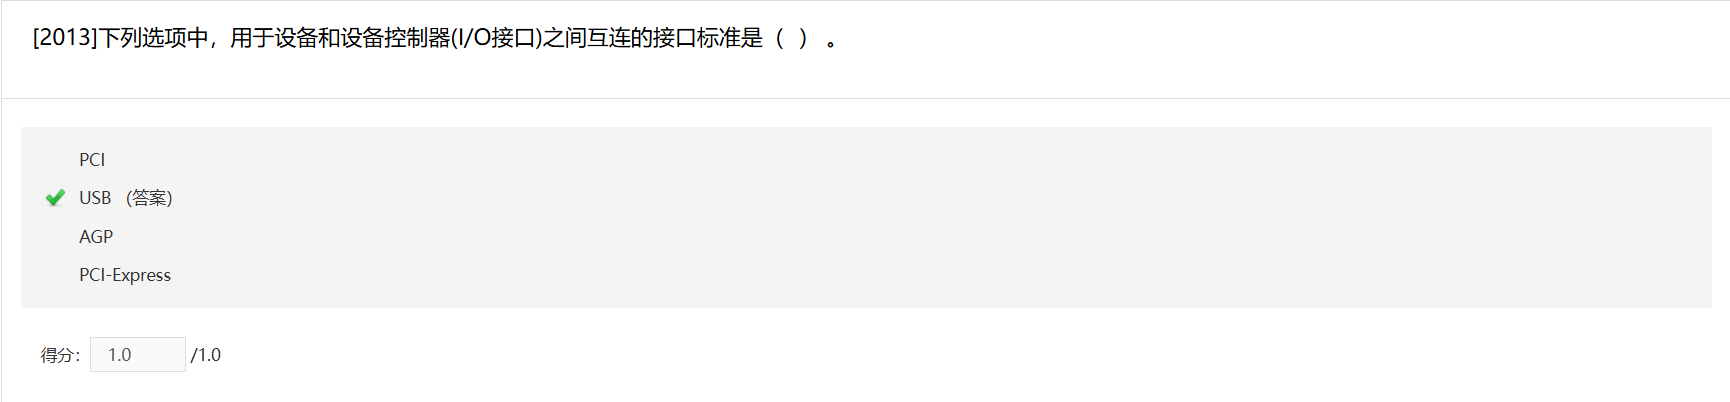 [2013]下列选项中，用于设备和设备控制器(I/O接口)之间互连的接口标准是（  ） 。
PCI
USB （答案）
AGP
PCI-Express
得分： 1.0 /1.0